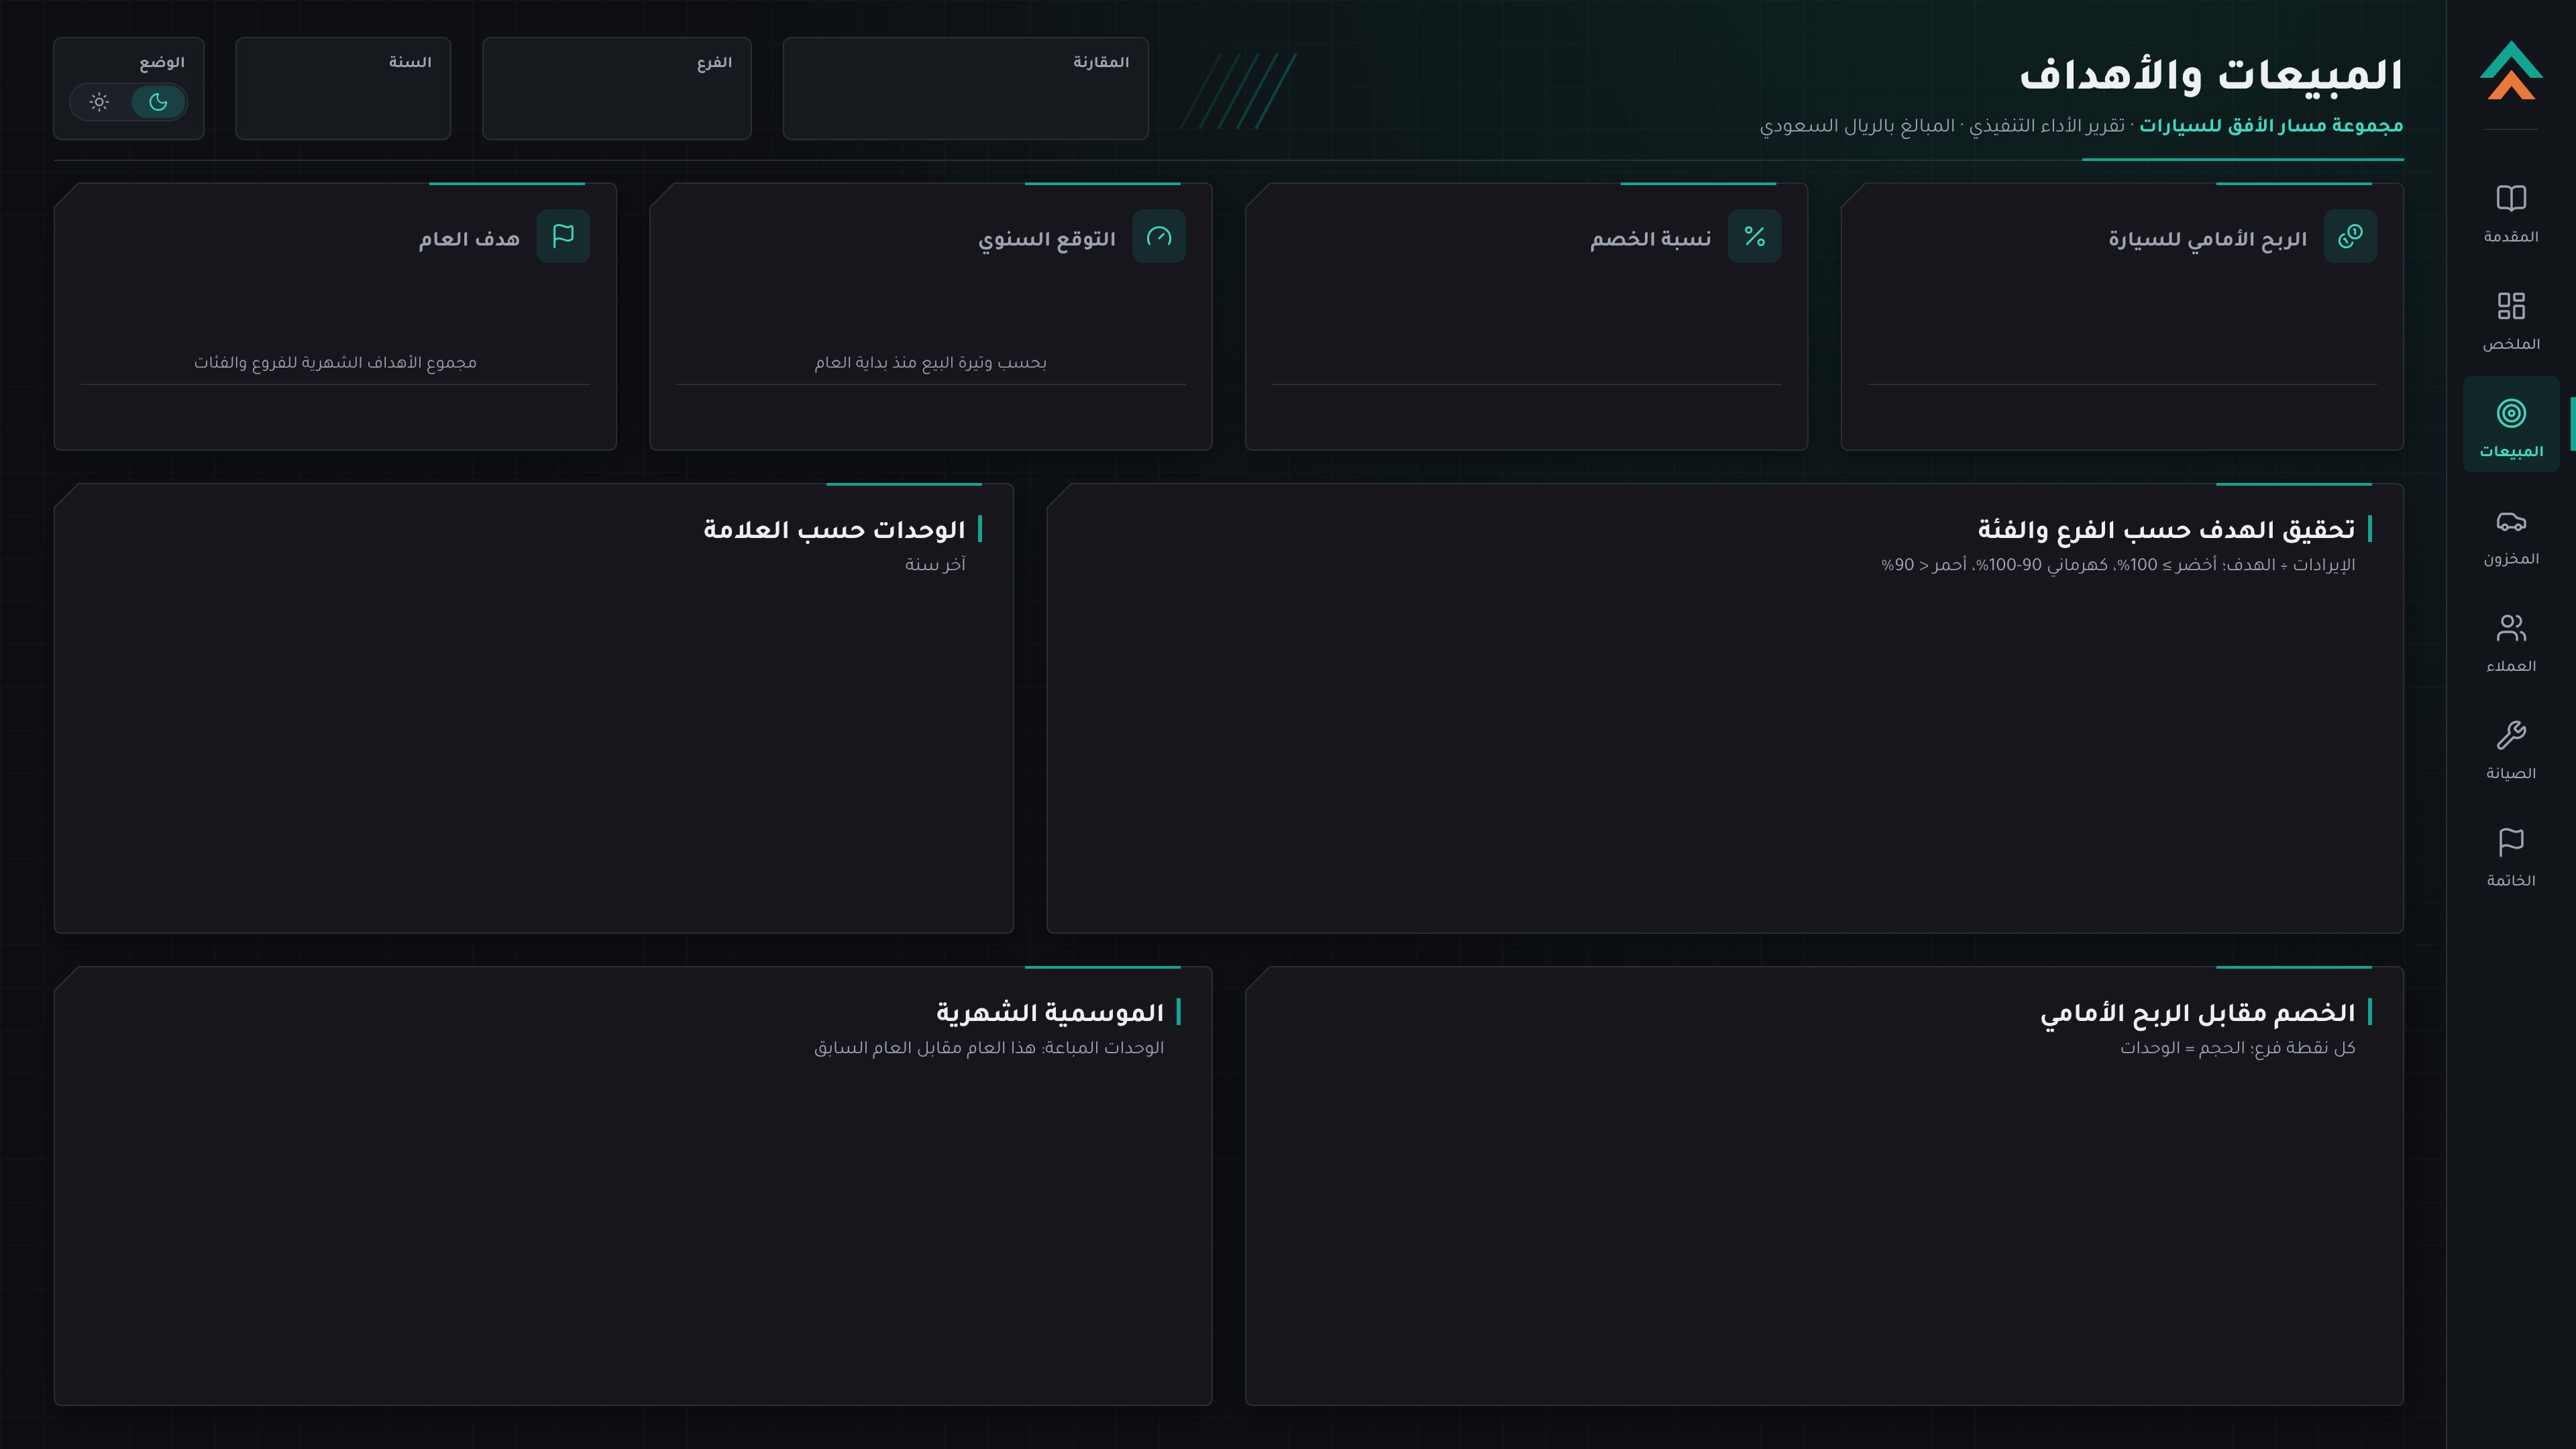 المبيعات والأهداف
مجموعة مسار الأفق للسيارات · تقرير الأداء التنفيذي · المبالغ بالريال السعودي
المقارنة
الفرع
السنة
الوضع
المقدمة
الملخص
المبيعات
المخزون
العملاء
الصيانة
الخاتمة
الربح الأمامي للسيارة
نسبة الخصم
التوقع السنوي
بحسب وتيرة البيع منذ بداية العام
هدف العام
مجموع الأهداف الشهرية للفروع والفئات
تحقيق الهدف حسب الفرع والفئة
الإيرادات ÷ الهدف؛ أخضر ≥ 100%، كهرماني 90-100%، أحمر < 90%
الوحدات حسب العلامة
آخر سنة
الخصم مقابل الربح الأمامي
كل نقطة فرع؛ الحجم = الوحدات
الموسمية الشهرية
الوحدات المباعة: هذا العام مقابل العام السابق